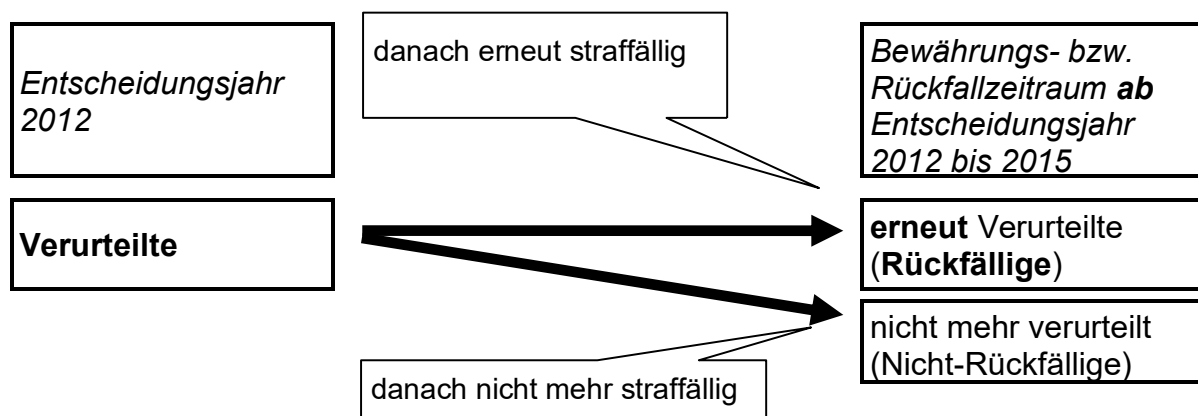 Entscheidungsjahr
2012
danach erneut straffällig
Bewährungs- bzw.
Rückfallzeitraum ab
Entscheidungsjahr
2012 bis 2015
Verurteilte
erneut Verurteilte
(Rückfällige)
nicht mehr verurteilt
(Nicht-Rückfällige)
danach nicht mehr straffällig